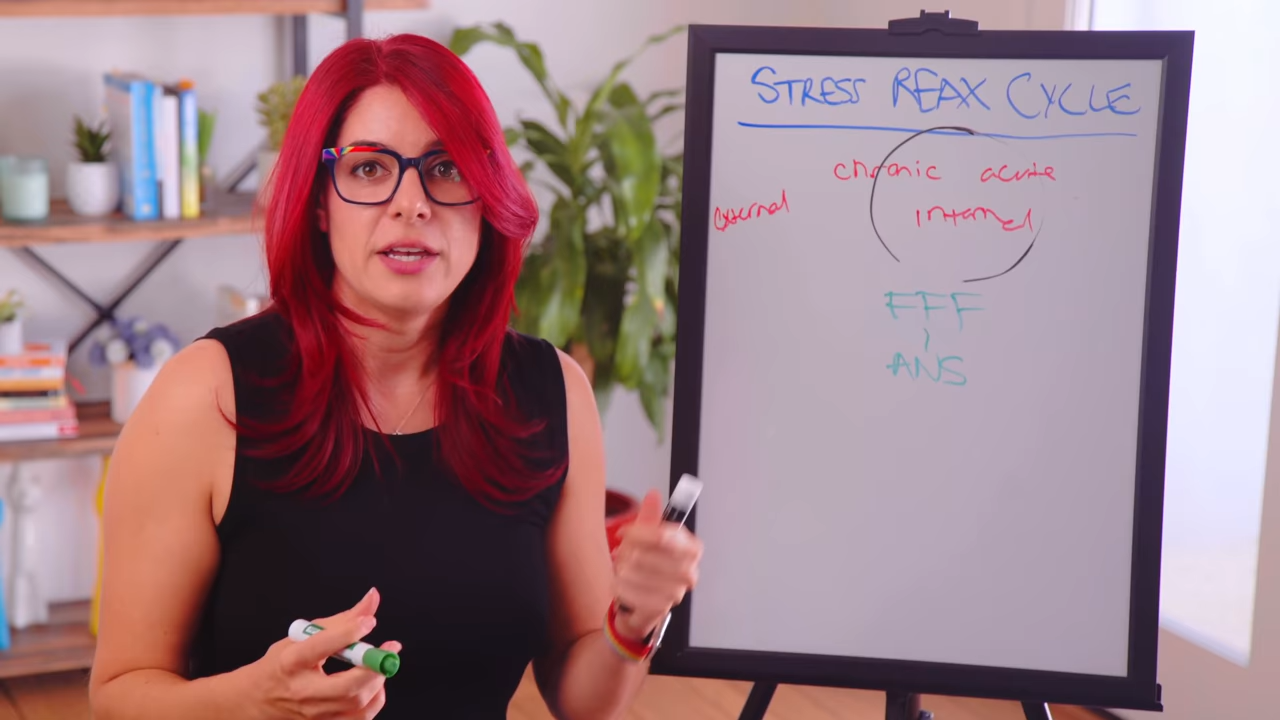 STRESS REAX CYCLE
chronic acute
external internal
FFF
ANS